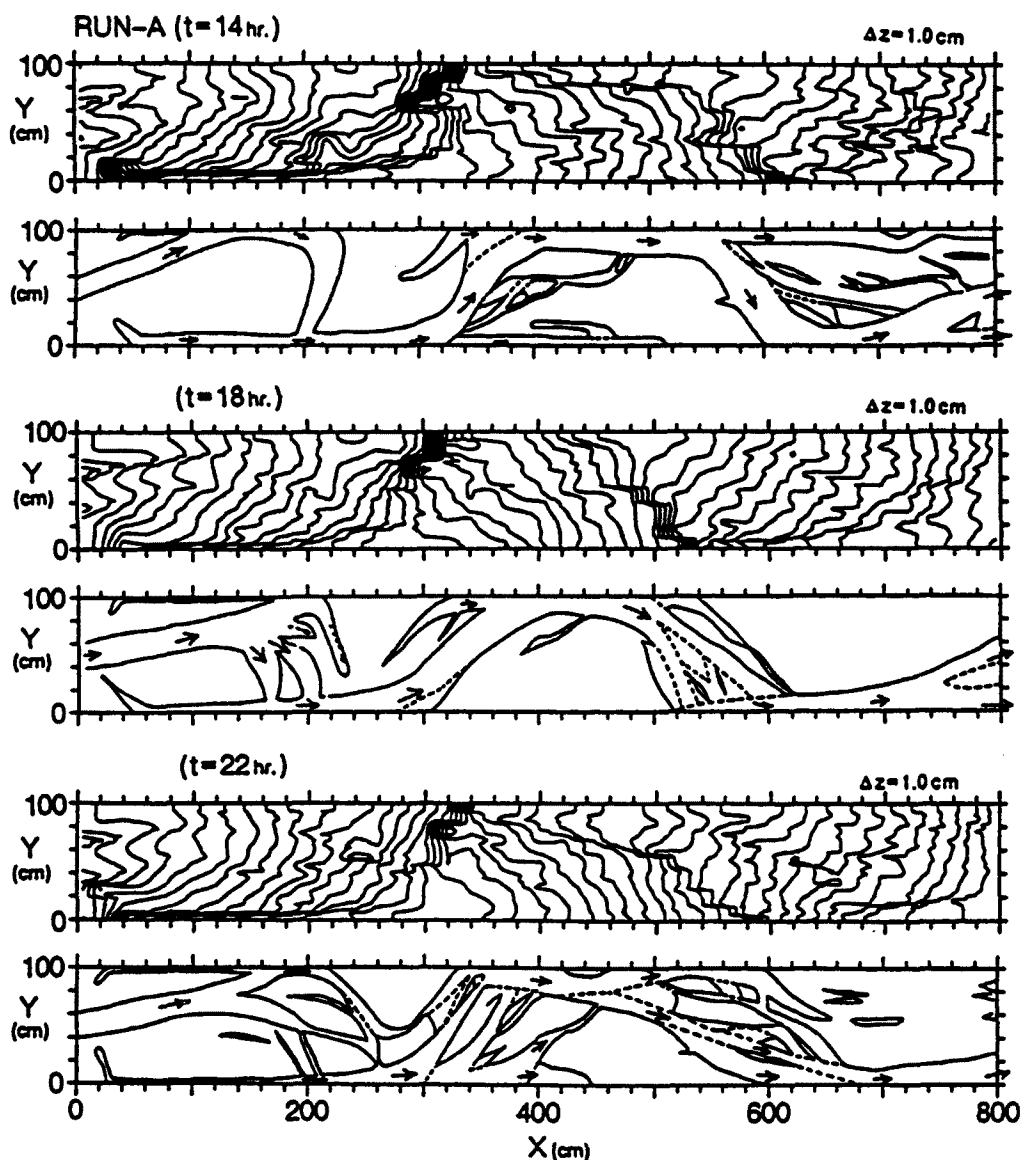 RUN-A (t=14hr.) Δz=1.0cm
100
Y
(cm)
0
100
Y
(cm)
0
(t=18hr.) Δz=1.0cm
100
Y
(cm)
0
100
Y
(cm)
0
(t=22hr.) Δz=1.0cm
100
Y
(cm)
0
100
Y
(cm)
0
0 200 400 600 800
X (cm)